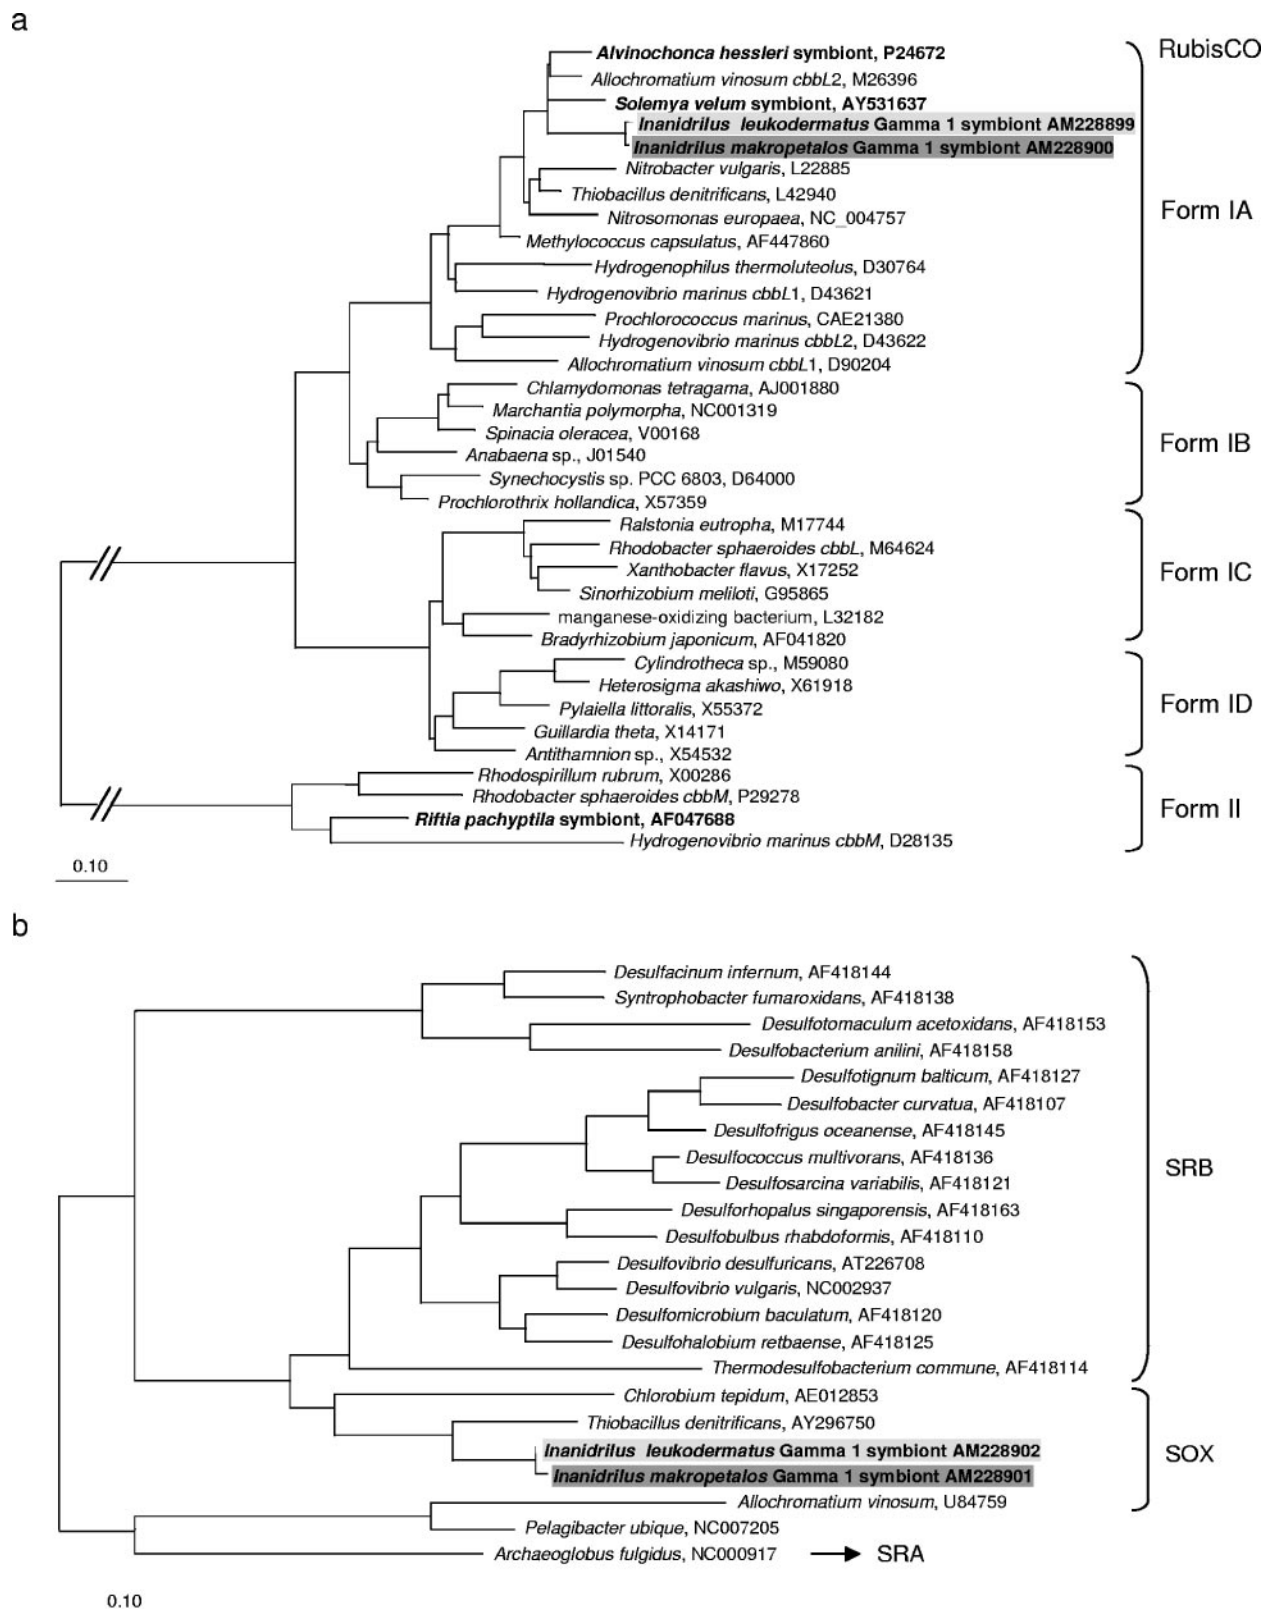 a
RubisCO
Alvinochonca hessleri symbiont, P24672
Allochromatium vinosum cbbL2, M26396
Solemya velum symbiont, AY531637
Inanidrilus leukodermatus Gamma 1 symbiont AM228899
Inanidrilus makropetalos Gamma 1 symbiont AM228900
Nitrobacter vulgaris, L22885
Thiobacillus denitrificans, L42940
Nitrosomonas europaea, NC_004757
Form IA
Methylococcus capsulatus, AF447860
Hydrogenophilus thermoluteolus, D30764
Hydrogenovibrio marinus cbbL1, D43621
Prochlorococcus marinus, CAE21380
Hydrogenovibrio marinus cbbL2, D43622
Allochromatium vinosum cbbL1, D90204
Chlamydomonas tetragama, AJ001880
Marchantia polymorpha, NC001319
Spinacia oleracea, V00168
Form IB
Anabaena sp., J01540
Synechocystis sp. PCC 6803, D64000
Prochlorothrix hollandica, X57359
Ralstonia eutropha, M17744
Rhodobacter sphaeroides cbbL, M64624
Xanthobacter flavus, X17252
Form IC
Sinorhizobium meliloti, G95865
manganese-oxidizing bacterium, L32182
Bradyrhizobium japonicum, AF041820
Cylindrotheca sp., M59080
Heterosigma akashiwo, X61918
Pylaiella littoralis, X55372
Form ID
Guillardia theta, X14171
Antithamnion sp., X54532
Rhodospirillum rubrum, X00286
Rhodobacter sphaeroides cbbM, P29278
Form II
Riftia pachyptila symbiont, AF047688
Hydrogenovibrio marinus cbbM, D28135
0.10
b
Desulfacinum infernum, AF418144
Syntrophobacter fumaroxidans, AF418138
Desulfotomaculum acetoxidans, AF418153
Desulfobacterium anilini, AF418158
Desulfotignum balticum, AF418127
Desulfobacter curvatua, AF418107
Desulfofrigus oceanense, AF418145
Desulfococcus multivorans, AF418136
SRB
Desulfosarcina variabilis, AF418121
Desulforhopalus singaporensis, AF418163
Desulfobulbus rhabdoformis, AF418110
Desulfovibrio desulfuricans, AT226708
Desulfovibrio vulgaris, NC002937
Desulfomicrobium baculatum, AF418120
Desulfohalobium retbaense, AF418125
Thermodesulfobacterium commune, AF418114
Chlorobium tepidum, AE012853
Thiobacillus denitrificans, AY296750
Inanidrilus leukodermatus Gamma 1 symbiont AM228902
SOX
Inanidrilus makropetalos Gamma 1 symbiont AM228901
Allochromatium vinosum, U84759
Pelagibacter ubique, NC007205
Archaeoglobus fulgidus, NC000917
SRA
0.10